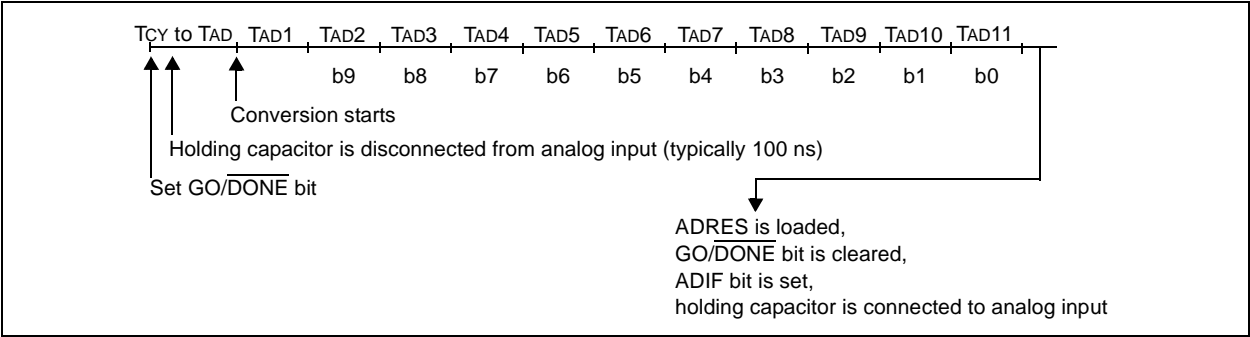 TCY to TAD TAD1 TAD2 TAD3 TAD4 TAD5 TAD6 TAD7 TAD8 TAD9 TAD10 TAD11
b9 b8 b7 b6 b5 b4 b3 b2 b1 b0
Conversion starts
Holding capacitor is disconnected from analog input (typically 100 ns)
Set GO/DONE bit
ADRES is loaded,
GO/DONE bit is cleared,
ADIF bit is set,
holding capacitor is connected to analog input